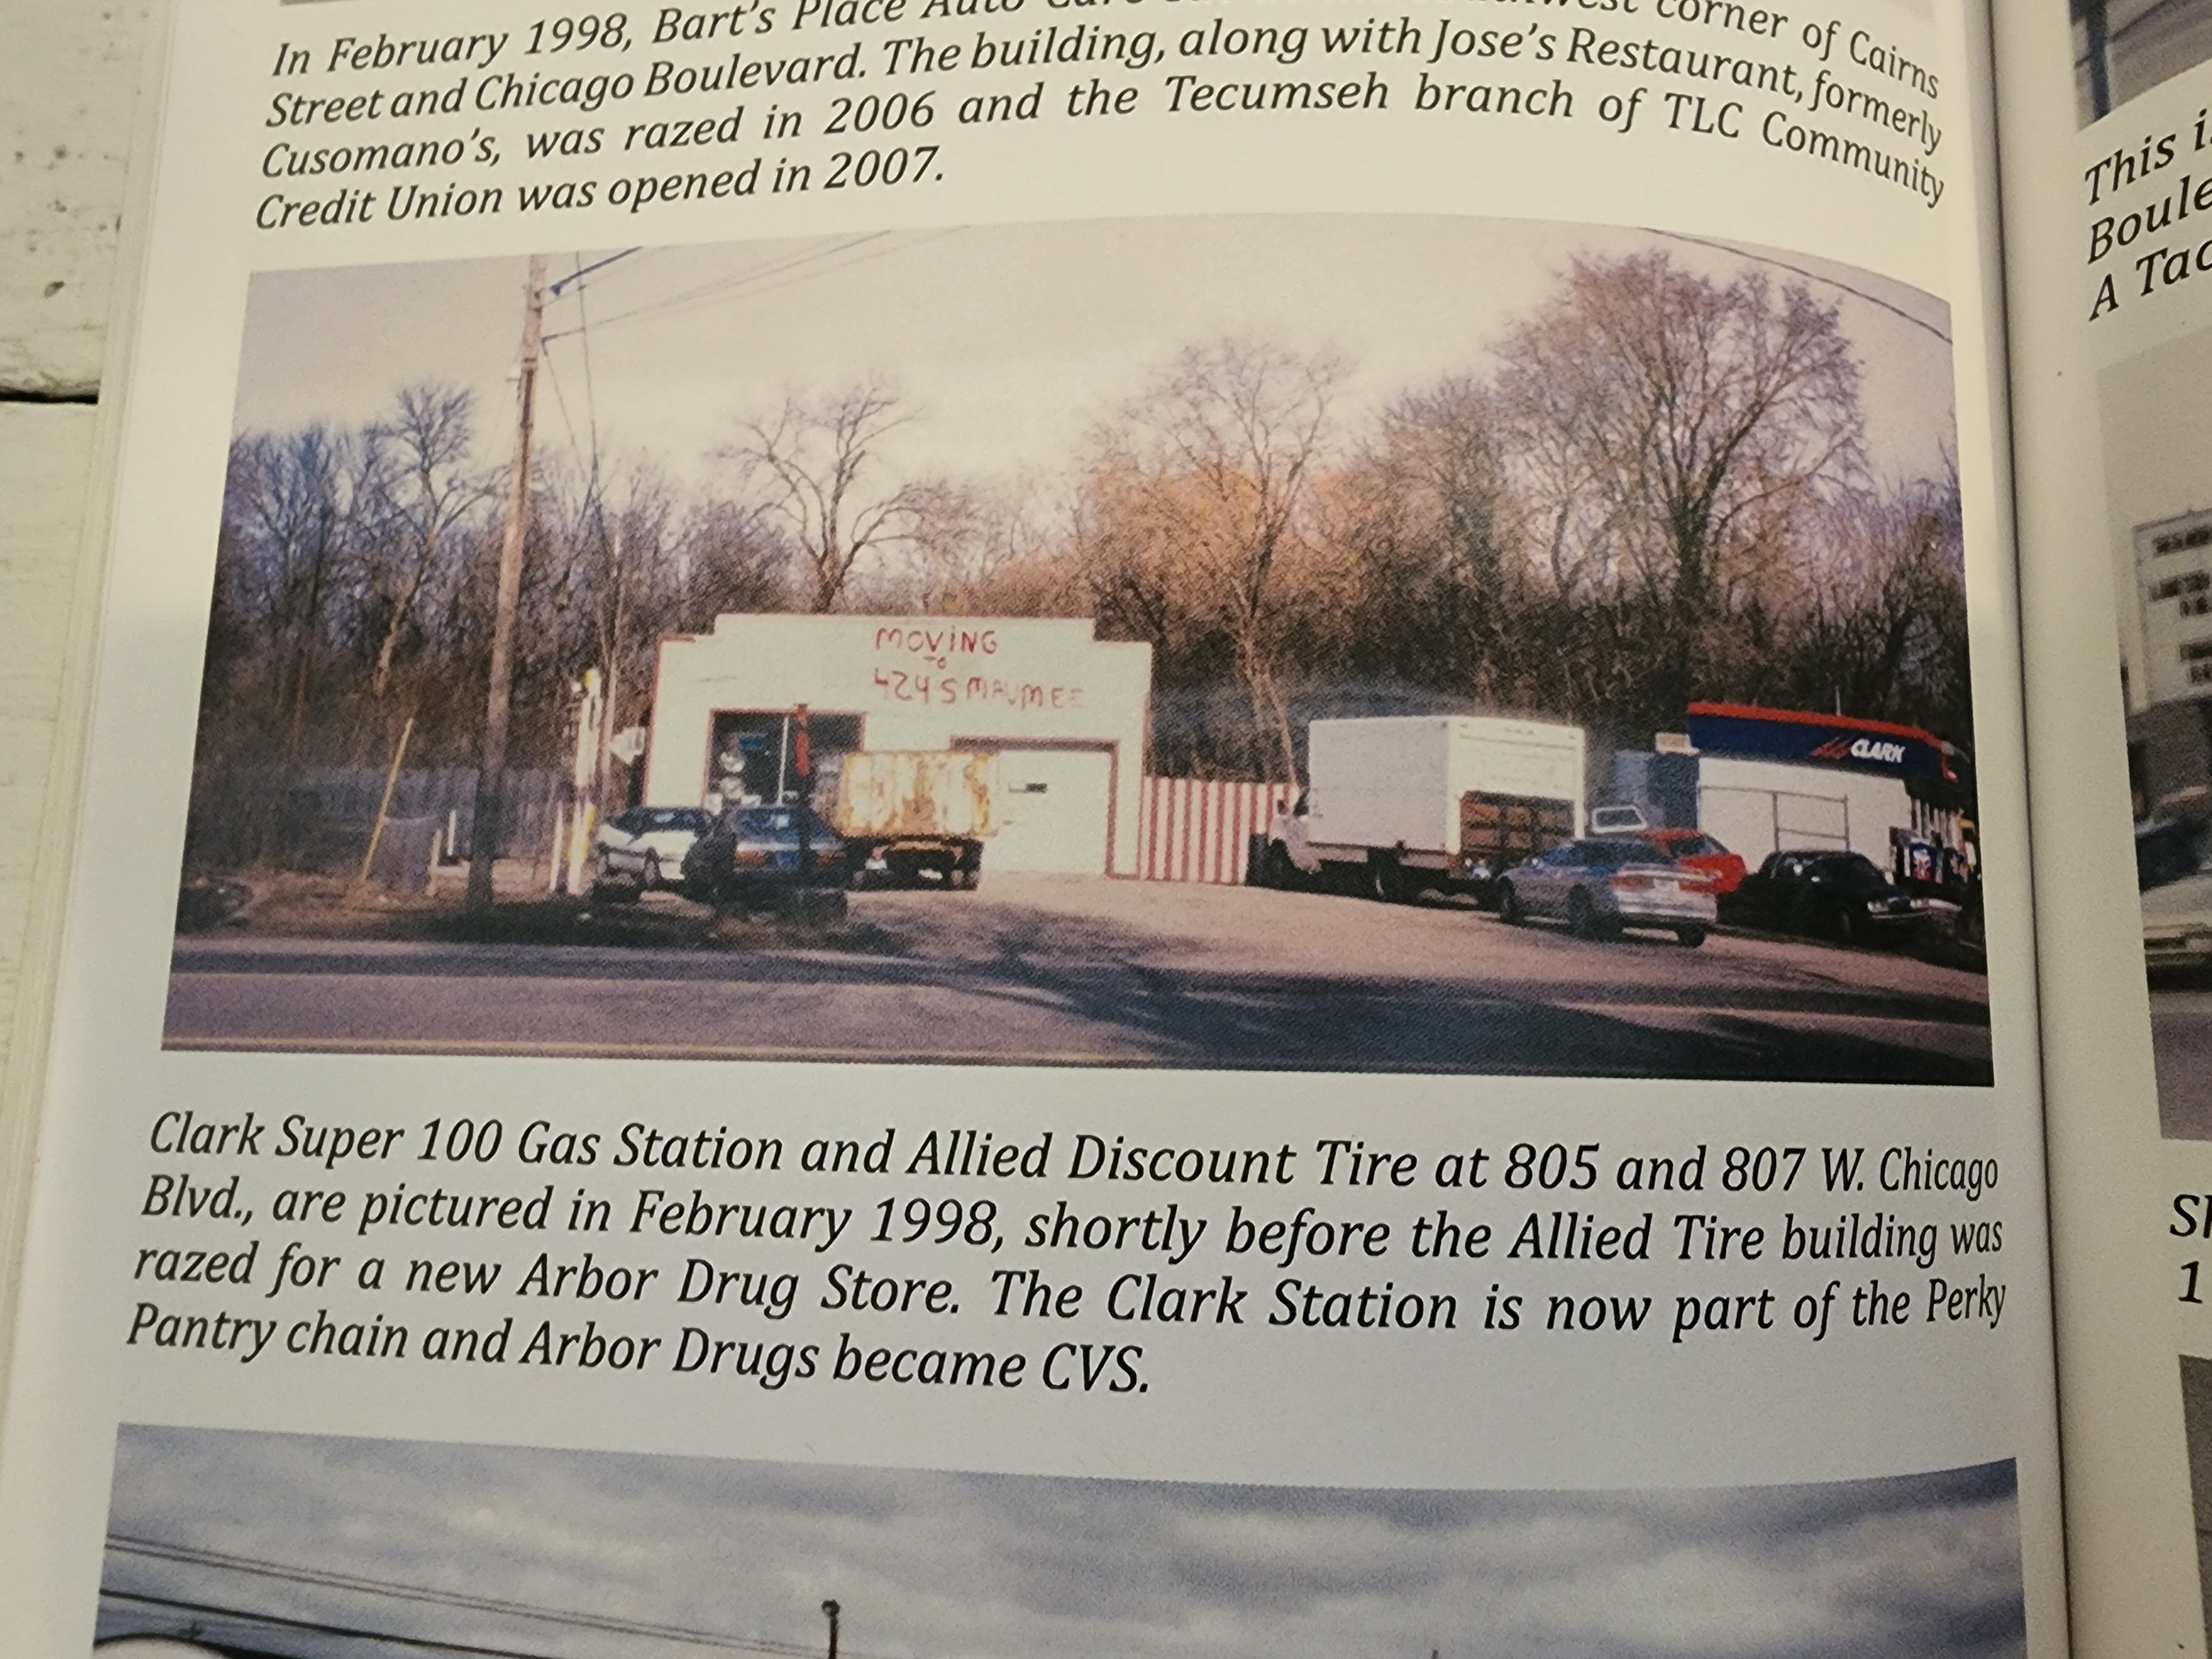 In February 1998, Bart's Place Auto corner of Cairns
Street and Chicago Boulevard. The building, along with Jose's Restaurant, formerly
Cusomano's, was razed in 2006 and the Tecumseh branch of TLC Community
Credit Union was opened in 2007.
MOVING
TO
424 S MAUMEE
CLARK
Clark Super 100 Gas Station and Allied Discount Tire at 805 and 807 W. Chicago
Blvd., are pictured in February 1998, shortly before the Allied Tire building was
razed for a new Arbor Drug Store. The Clark Station is now part of the Perky
Pantry chain and Arbor Drugs became CVS.
This
A
1